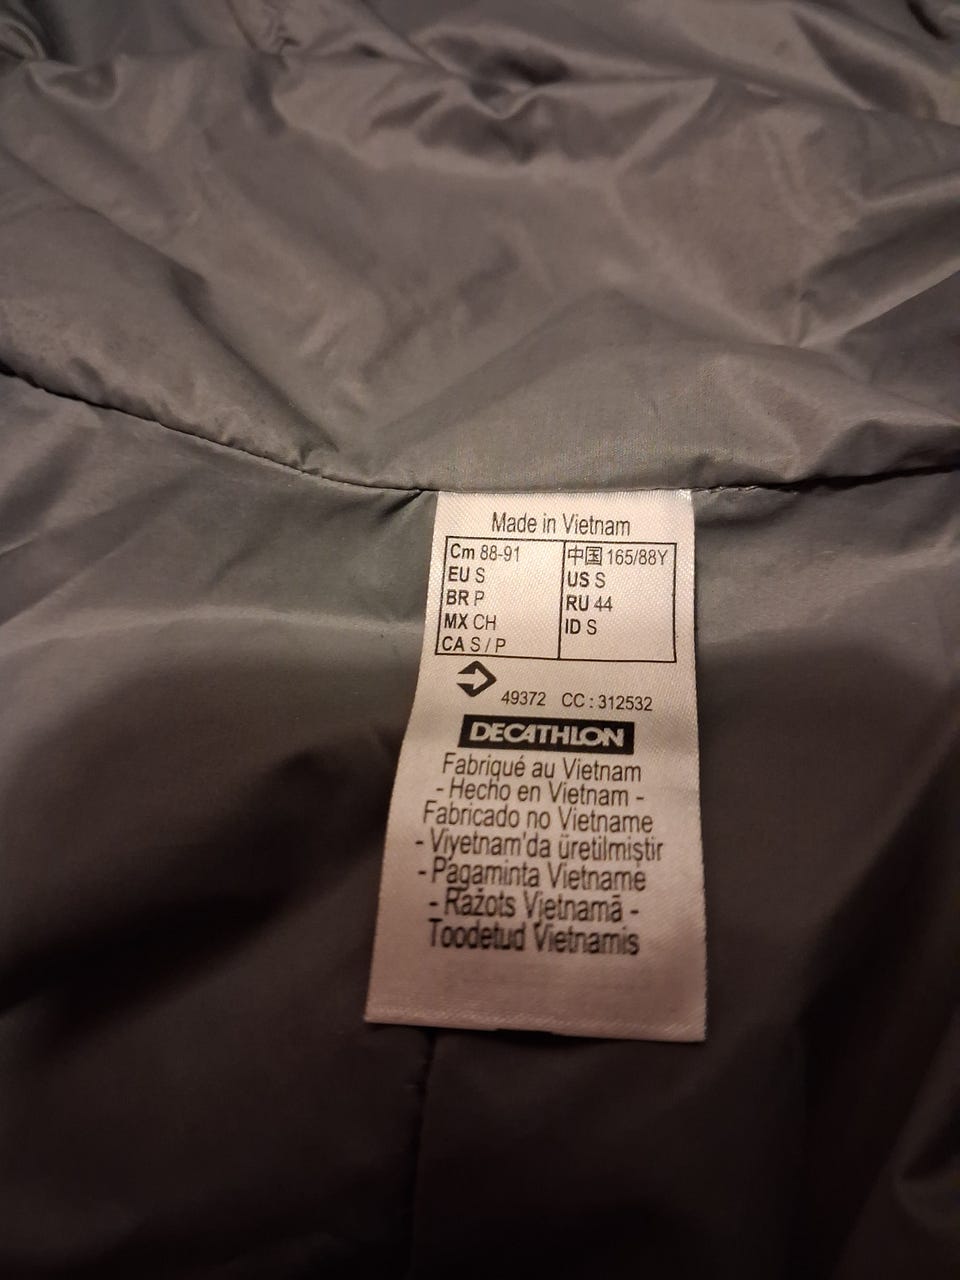 Made in Vietnam
Cm 88-91 中国 165/88Y
EU S US S
BR P RU 44
MX CH ID S
CA S / P
49372 CC : 312532
DECATHLON
Fabriqué au Vietnam
- Hecho en Vietnam -
Fabricado no Vietname
- Viyetnam'da üretilmiştir
- Pagaminta Vietname
- Ražots Vjetnamā -
Toodetud Vietnamis